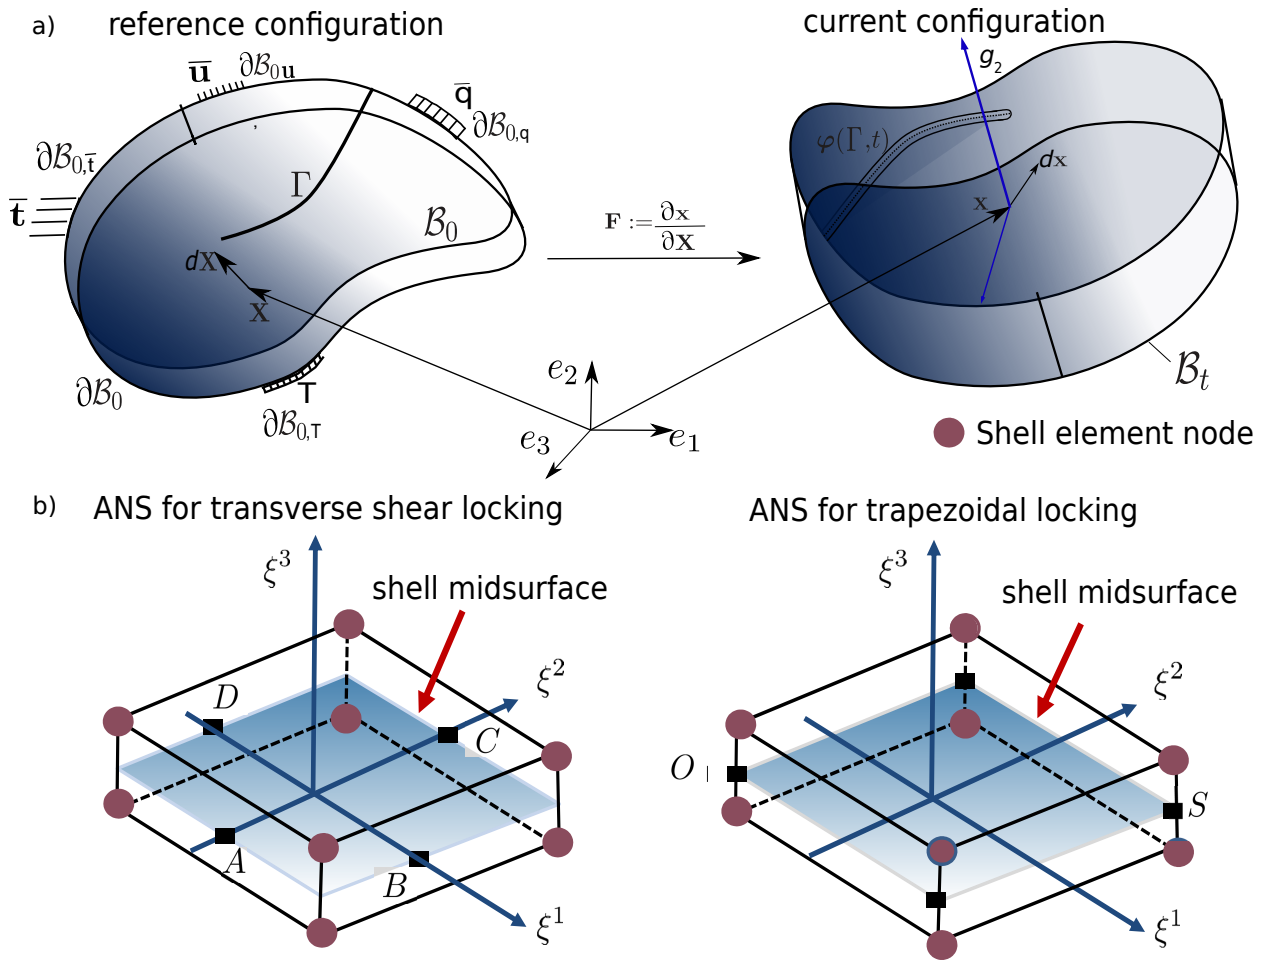 a)
reference configuration
current configuration
u̅
∂ℬ₀𝐮
q̅
∂ℬ₀,q
g₂
∂ℬ₀,t̅
φ(Γ,t)
dx
t̅
Γ
ℬ₀
F := ∂x/∂X
x
dX
X
∂ℬ₀
T
∂ℬ₀,T
e₂
e₃
e₁
ℬₜ
Shell element node
b)
ANS for transverse shear locking
ANS for trapezoidal locking
ξ³
shell midsurface
ξ³
shell midsurface
ξ²
ξ²
D
C
O
S
A
B
ξ¹
ξ¹